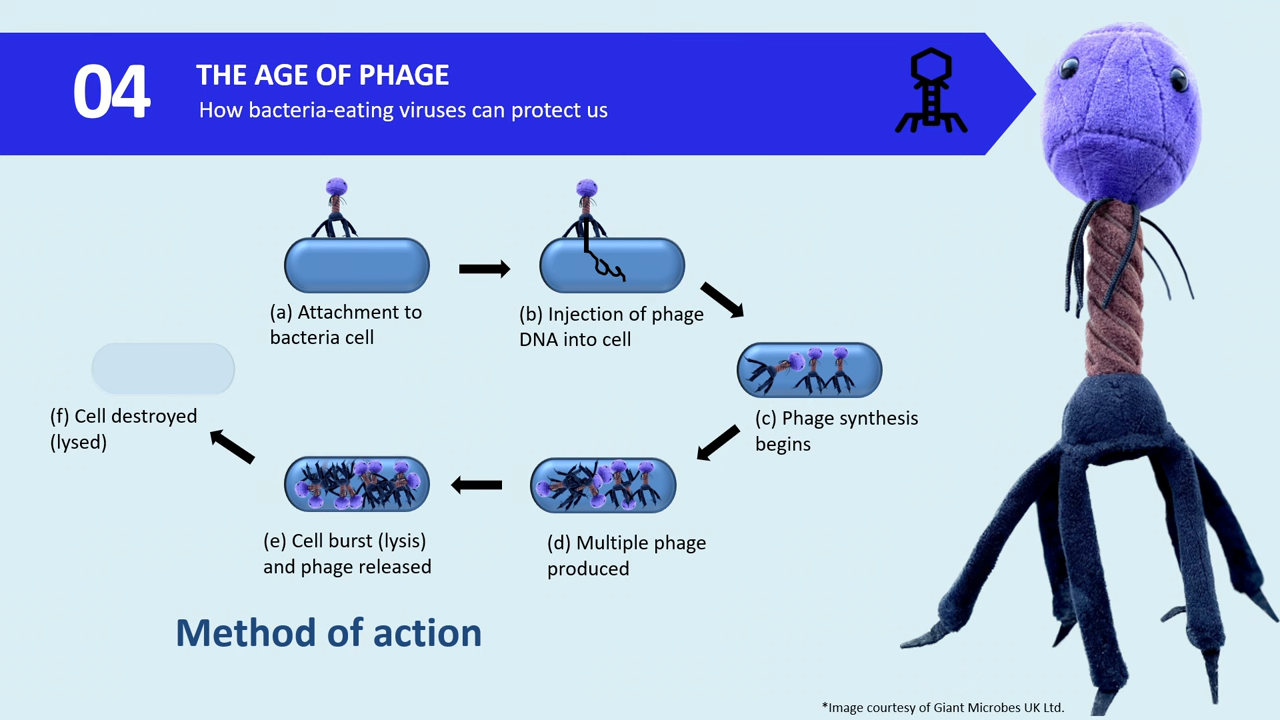 04
THE AGE OF PHAGE
How bacteria-eating viruses can protect us
(a) Attachment to
bacteria cell
(b) Injection of phage
DNA into cell
(c) Phage synthesis
begins
(d) Multiple phage
produced
(e) Cell burst (lysis)
and phage released
(f) Cell destroyed
(lysed)
Method of action
*Image courtesy of Giant Microbes UK Ltd.